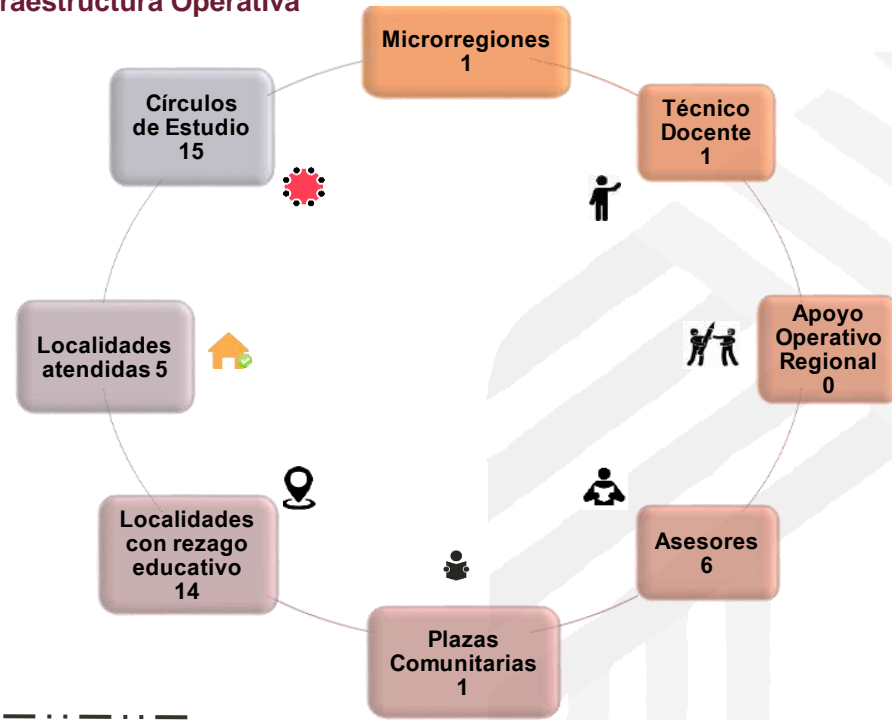 raestructura Operativa
Microrregiones
1
Técnico
Docente
1
Apoyo
Operativo
Regional
0
Asesores
6
Plazas
Comunitarias
1
Localidades
con rezago
educativo
14
Localidades
atendidas 5
Círculos
de Estudio
15